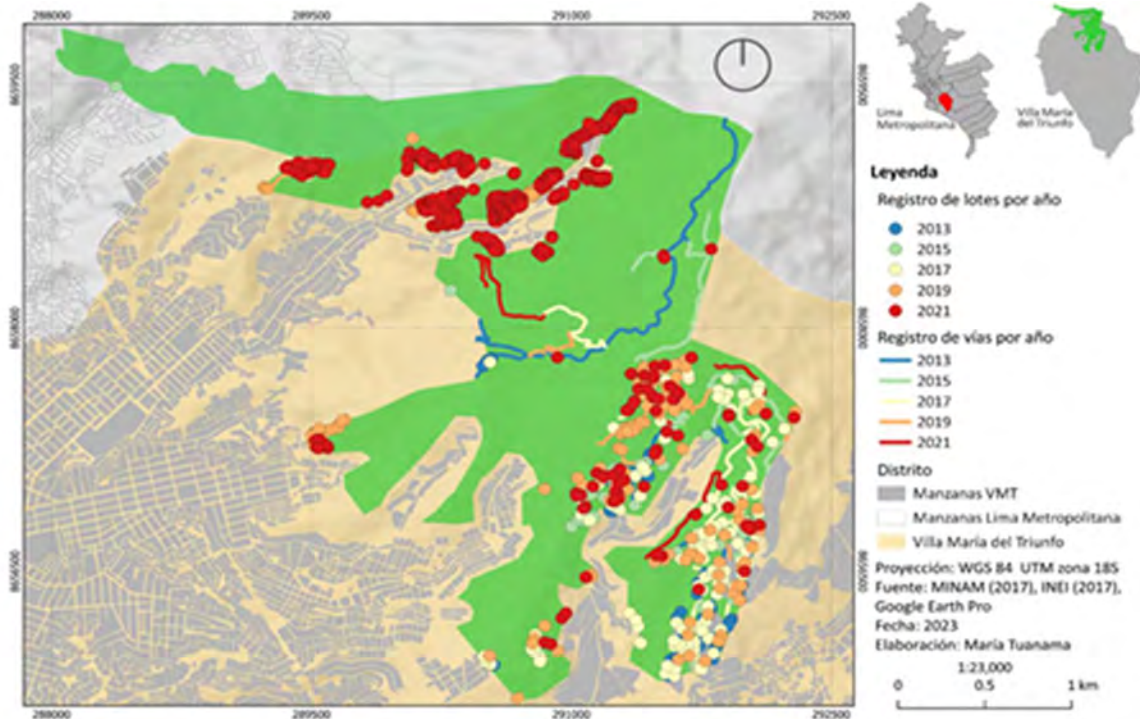 288000
289500
291000
292500
8659500
8659500
8658000
8658000
8656500
8656500
288000
289500
291000
292500
Lima
Metropolitana
Villa María
del Triunfo
Leyenda
Registro de lotes por año
2013
2015
2017
2019
2021
Registro de vías por año
2013
2015
2017
2019
2021
Distrito
Manzanas VMT
Manzanas Lima Metropolitana
Villa María del Triunfo
Proyección: WGS 84 UTM zona 18S
Fuente: MINAM (2017), INEI (2017),
Google Earth Pro
Fecha: 2023
Elaboración: María Tuanama
1:23,000
0 0.5 1 km